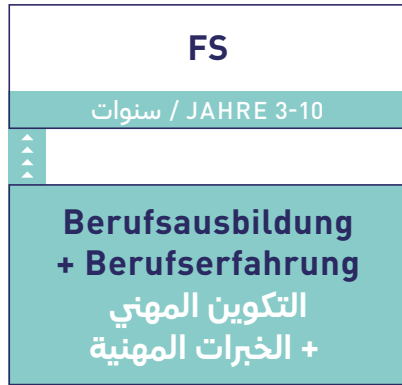 FS
سنوات / JAHRE 3-10
Berufsausbildung
+ Berufserfahrung
التكوين المهني
+ الخبرات المهنية